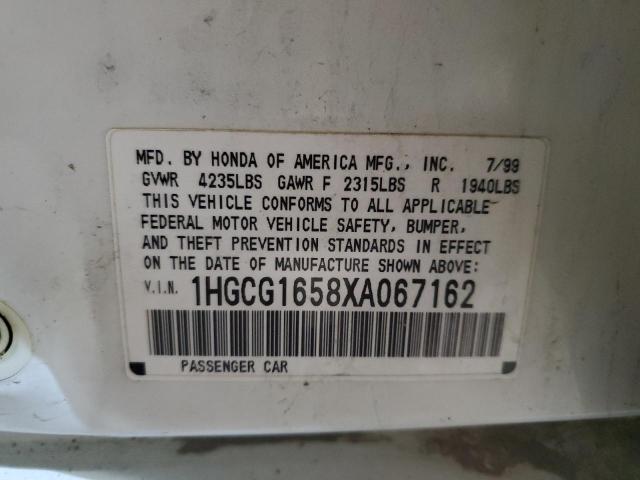 MFD. BY HONDA OF AMERICA MFG., INC. 7/99
GVWR 4235LBS GAWR F 2315LBS R 1940LBS
THIS VEHICLE CONFORMS TO ALL APPLICABLE
FEDERAL MOTOR VEHICLE SAFETY, BUMPER,
AND THEFT PREVENTION STANDARDS IN EFFECT
ON THE DATE OF MANUFACTURE SHOWN ABOVE:
V.I.N. 1HGCG1658XA067162
PASSENGER CAR